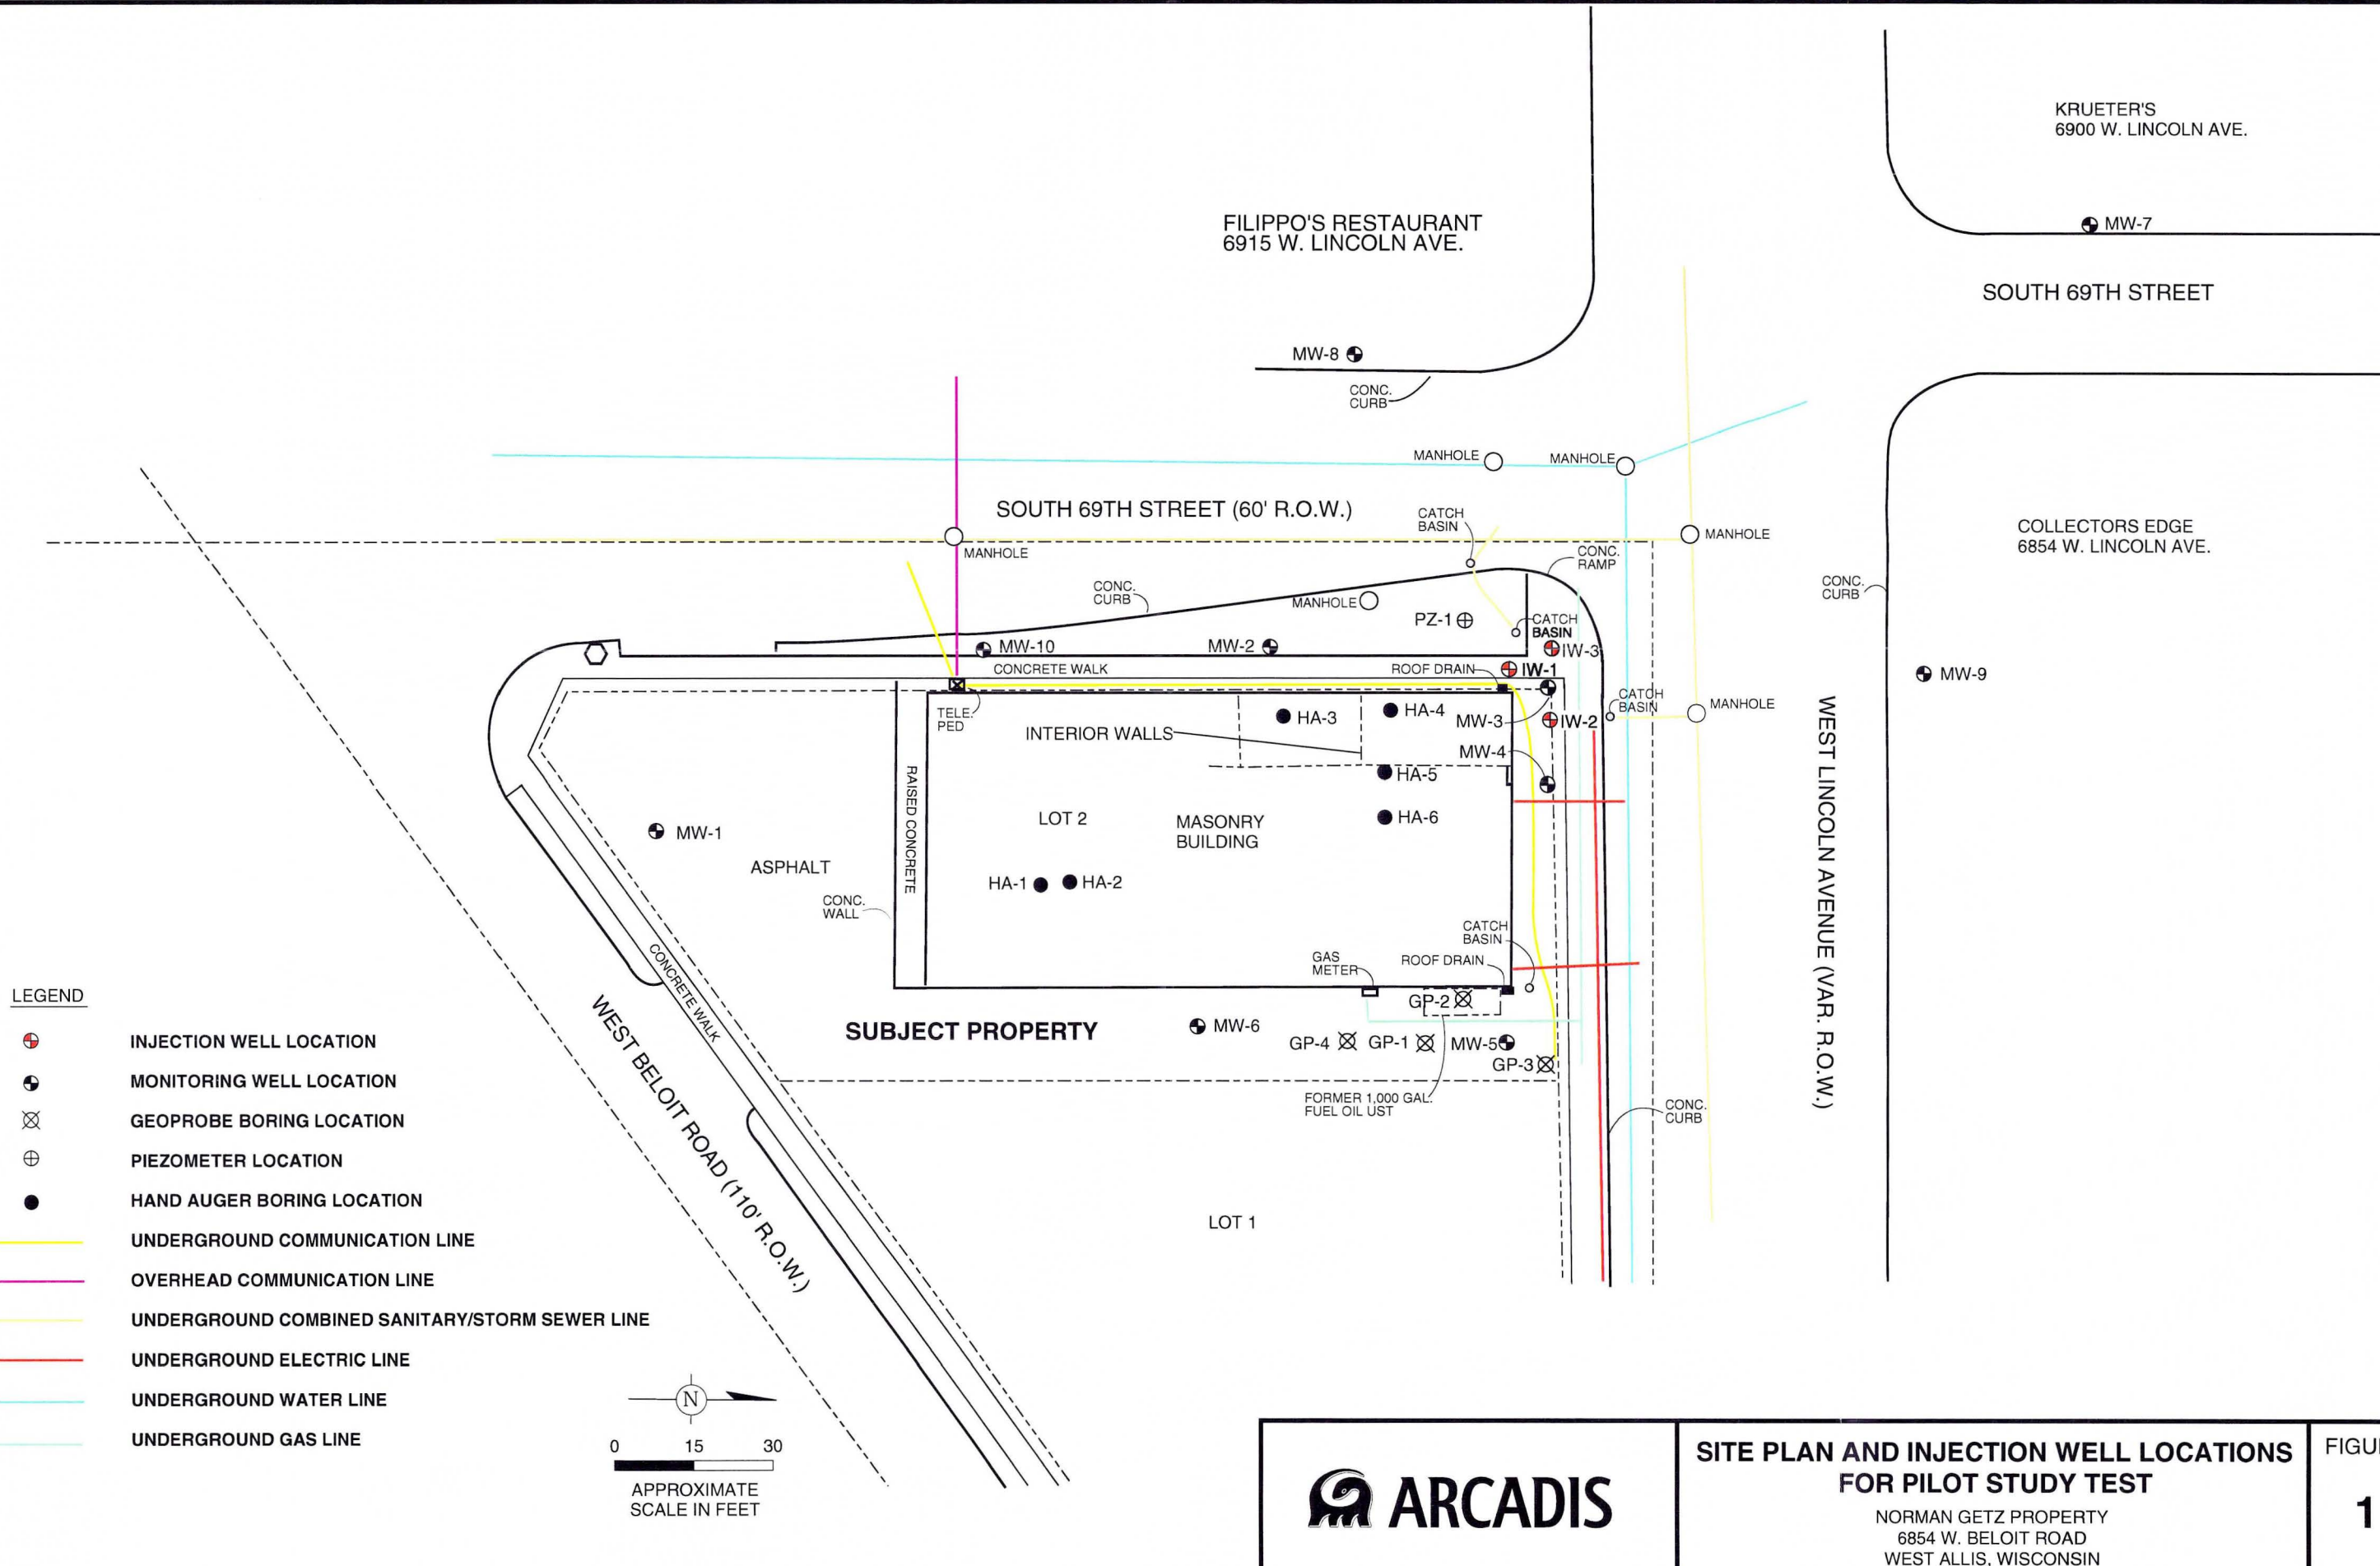 KRUETER'S
6900 W. LINCOLN AVE.
FILIPPO'S RESTAURANT
6915 W. LINCOLN AVE.
MW-7
SOUTH 69TH STREET
MW-8
CONC.
CURB
MANHOLE
MANHOLE
SOUTH 69TH STREET (60' R.O.W.)
CATCH
BASIN
MANHOLE
MANHOLE
COLLECTORS EDGE
6854 W. LINCOLN AVE.
CONC.
RAMP
CONC.
CURB
CONC.
CURB
MANHOLE
PZ-1
CATCH
BASIN
MW-10
MW-2
IW-3
CONCRETE WALK
ROOF DRAIN
IW-1
MW-9
TELE.
PED
HA-3
HA-4
MW-3
IW-2
CATCH
BASIN
MANHOLE
INTERIOR WALLS
MW-4
HA-5
RAISED CONCRETE
LOT 2
MASONRY
BUILDING
HA-6
MW-1
ASPHALT
HA-1
HA-2
CONC.
WALL
WEST LINCOLN AVENUE (VAR. R.O.W.)
CATCH
BASIN
GAS
METER
ROOF DRAIN
CONCRETE WALK
GP-2
SUBJECT PROPERTY
MW-6
GP-4
GP-1
MW-5
GP-3
WEST BELOIT ROAD (110' R.O.W.)
FORMER 1,000 GAL.
FUEL OIL UST
CONC.
CURB
LOT 1
LEGEND
INJECTION WELL LOCATION
MONITORING WELL LOCATION
GEOPROBE BORING LOCATION
PIEZOMETER LOCATION
HAND AUGER BORING LOCATION
UNDERGROUND COMMUNICATION LINE
OVERHEAD COMMUNICATION LINE
UNDERGROUND COMBINED SANITARY/STORM SEWER LINE
UNDERGROUND ELECTRIC LINE
UNDERGROUND WATER LINE
UNDERGROUND GAS LINE
N
0 15 30
APPROXIMATE
SCALE IN FEET
ARCADIS
SITE PLAN AND INJECTION WELL LOCATIONS
FOR PILOT STUDY TEST
NORMAN GETZ PROPERTY
6854 W. BELOIT ROAD
WEST ALLIS, WISCONSIN
1